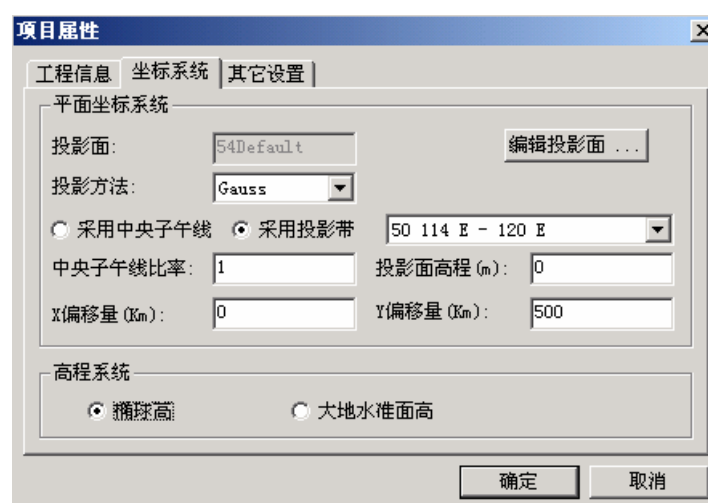 项目属性
工程信息 坐标系统 其它设置
平面坐标系统
投影面: 54Default 编辑投影面 ...
投影方法: Gauss
采用中央子午线 采用投影带 50 114 E - 120 E
中央子午线比率: 1 投影面高程(m): 0
X偏移量(Km): 0 Y偏移量(Km): 500
高程系统
椭球高 大地水准面高
确定 取消